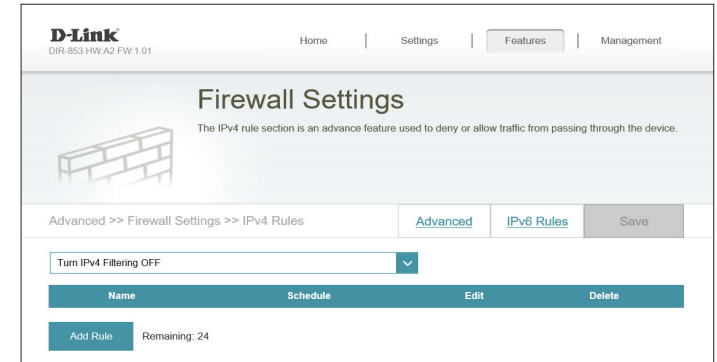 D-Link
DIR-853 HW:A2 FW:1.01
Home | Settings | Features | Management
Firewall Settings
The IPv4 rule section is an advance feature used to deny or allow traffic from passing through the device.
Advanced >> Firewall Settings >> IPv4 Rules Advanced IPv6 Rules Save
Turn IPv4 Filtering OFF
Name Schedule Edit Delete
Add Rule Remaining: 24